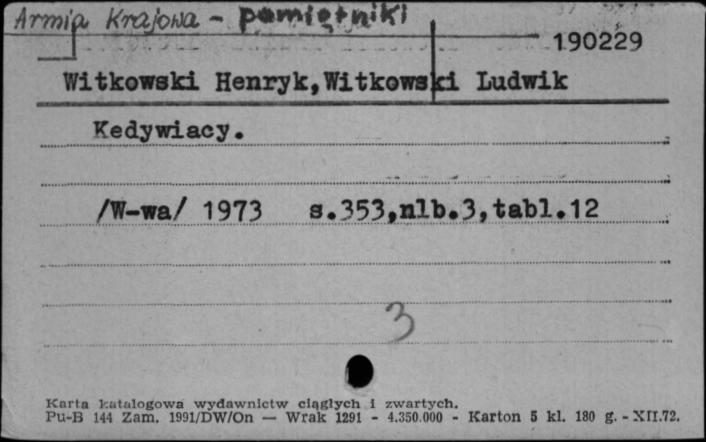 Armia Krajowa - pamiętniki
190229
Witkowski Henryk,Witkowski Ludwik
Kedywiacy.
/W-wa/ 1973 s.353,nlb.3,tabl.12
3
Karta katalogowa wydawnictw ciągłych i zwartych.
Pu-B 144 Zam. 1991/DW/On — Wrak 1291 - 4.350.000 - Karton 5 kl. 180 g. - XII.72.